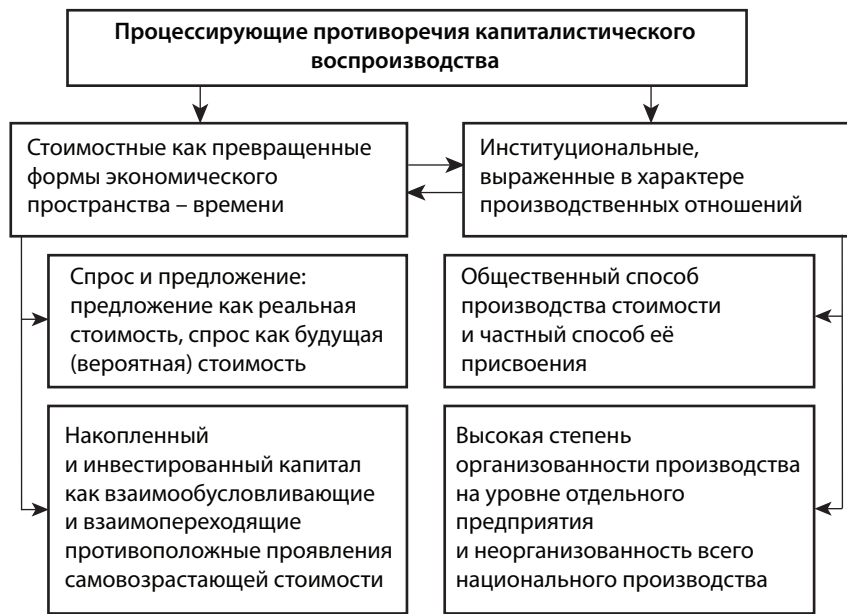 Процессирующие противоречия капиталистического
воспроизводства
Стоимостные как превращенные
формы экономического
пространства – времени
Институциональные,
выраженные в характере
производственных отношений
Спрос и предложение:
предложение как реальная
стоимость, спрос как будущая
(вероятная) стоимость
Общественный способ
производства стоимости
и частный способ её
присвоения
Накопленный
и инвестированный капитал
как взаимообусловливающие
и взаимопереходящие
противоположные проявления
самовозрастающей стоимости
Высокая степень
организованности производства
на уровне отдельного
предприятия
и неорганизованность всего
национального производства